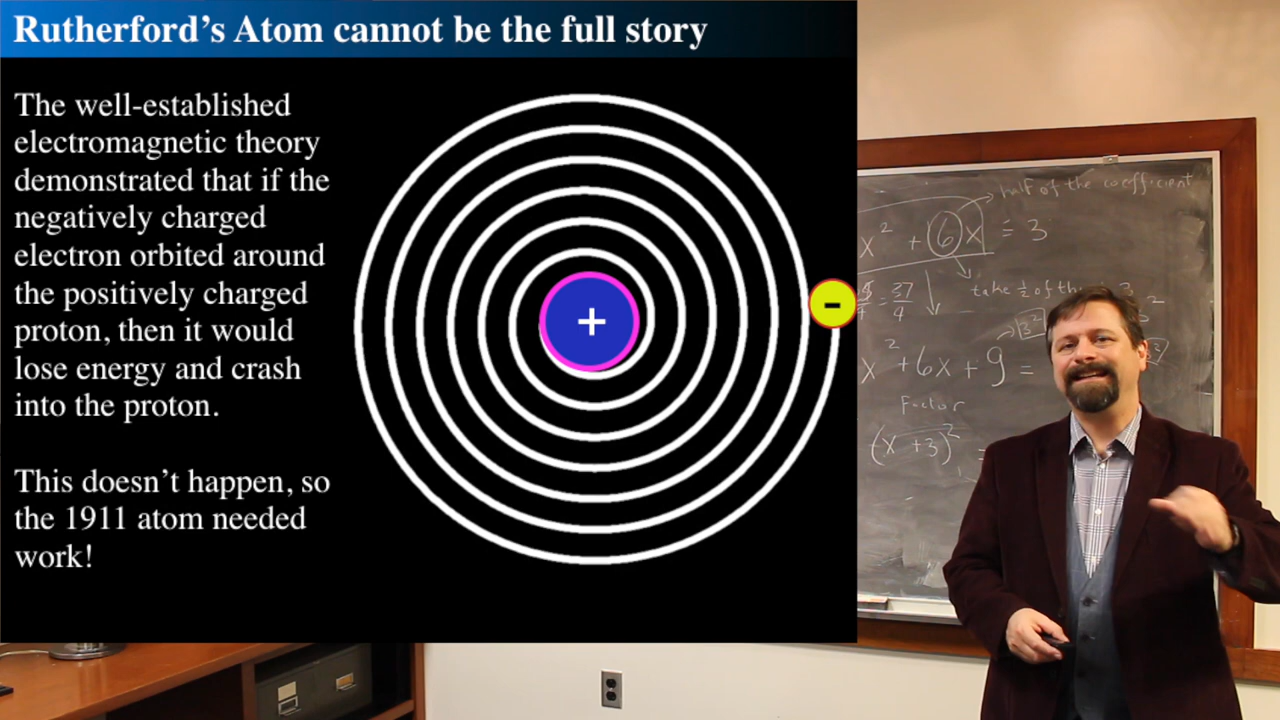 Rutherford's Atom cannot be the full story
The well-established
electromagnetic theory
demonstrated that if the
negatively charged
electron orbited around
the positively charged
proton, then it would
lose energy and crash
into the proton.
This doesn't happen, so
the 1911 atom needed
work!
+
-
half of the coefficient
x² + 6x = 3
take ½ of th
= 37/4
3²
x² + 6x + 9 =
Factor
(x + 3)²